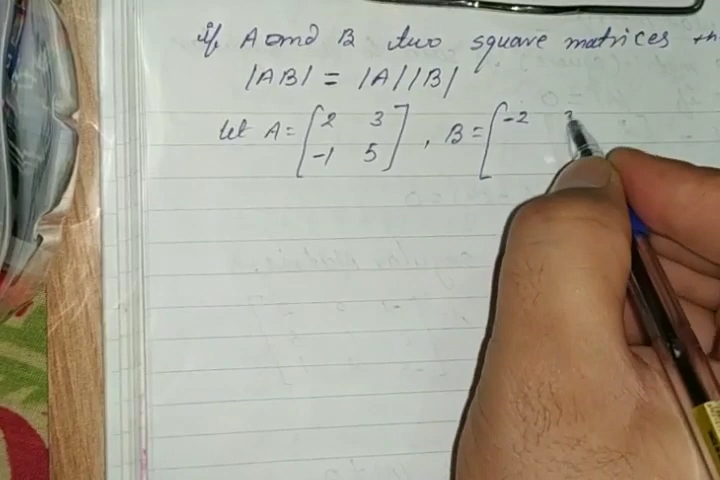 if A and B two square matrices
|AB| = |A||B|
let A = [2 3
-1 5], B = [-2